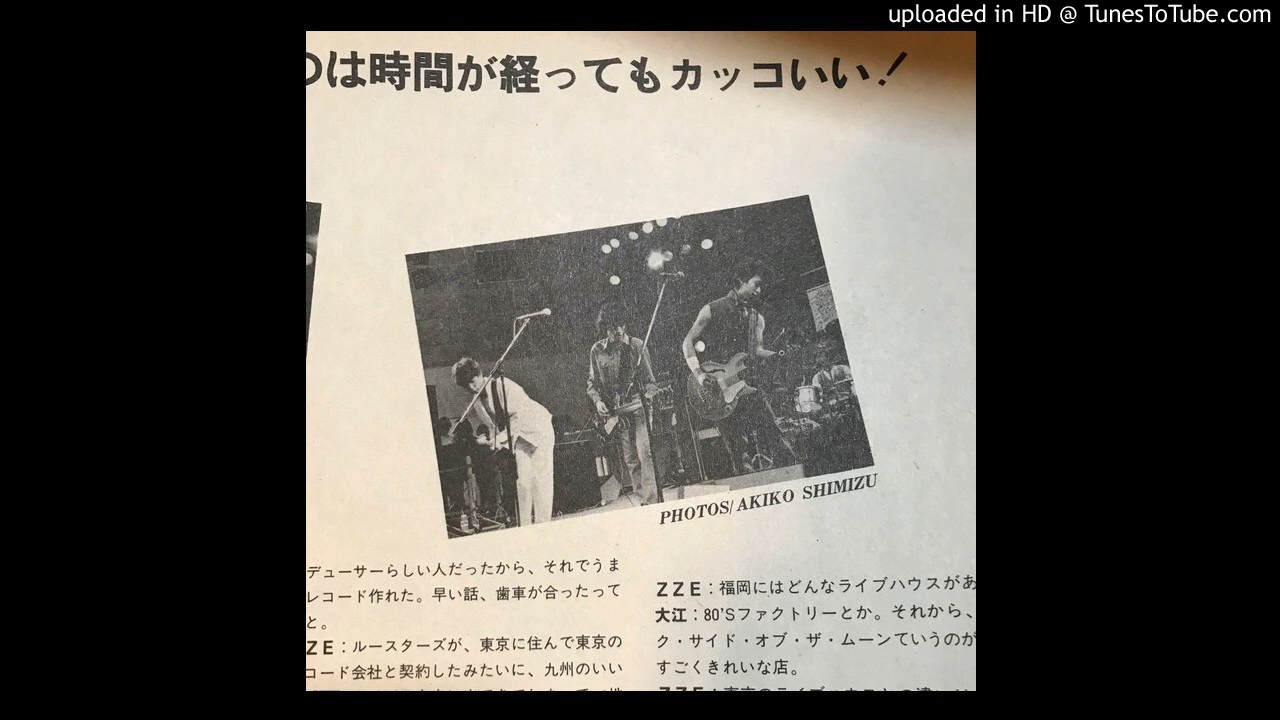 uploaded in HD @ TunesToTube.com
は時間が経ってもカッコいい!
PHOTOS/AKIKO SHIMIZU
デューサーらしい人だったから、それでうま
レコード作れた。早い話、歯車が合ったって
と。
ZE：ルースターズが、東京に住んで東京の
コード会社と契約したみたいに、九州のいい
ZZE：福岡にはどんなライブハウスがあ
大江：80'Sファクトリーとか。それから、
ク・サイド・オブ・ザ・ムーンていうのが
すごくきれいな店。